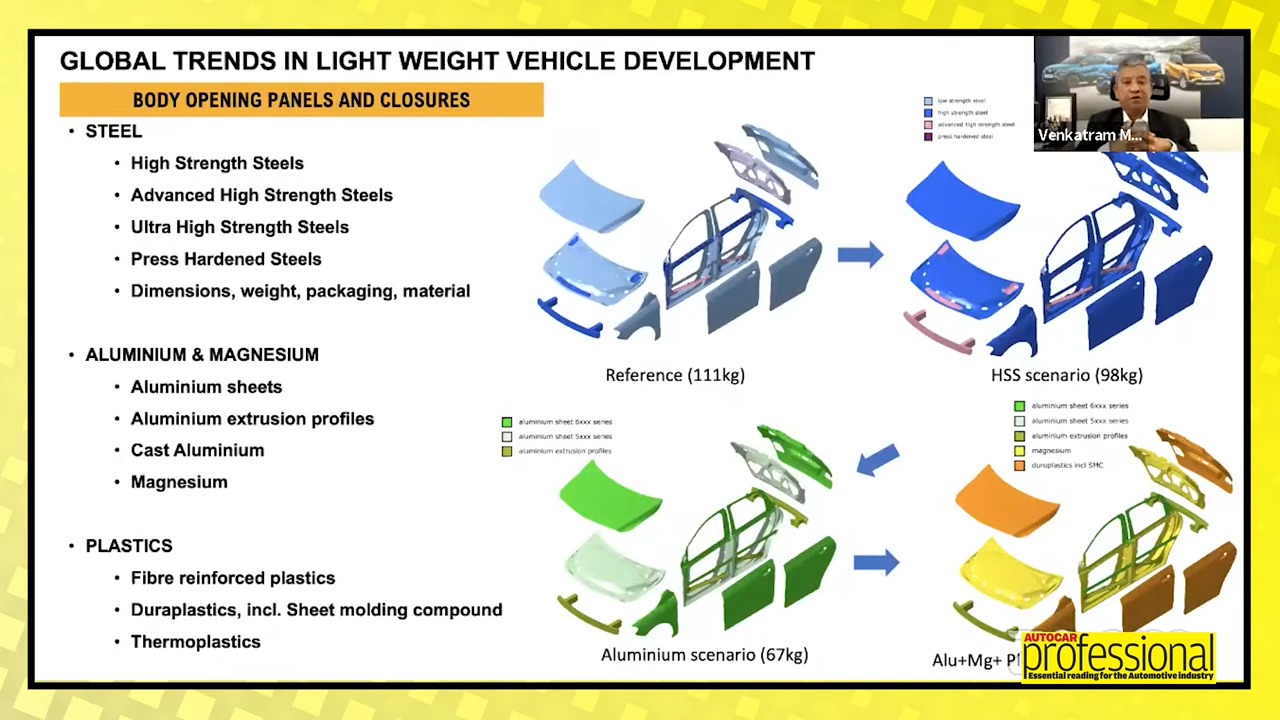 GLOBAL TRENDS IN LIGHT WEIGHT VEHICLE DEVELOPMENT
BODY OPENING PANELS AND CLOSURES
• STEEL
• High Strength Steels
• Advanced High Strength Steels
• Ultra High Strength Steels
• Press Hardened Steels
• Dimensions, weight, packaging, material
• ALUMINIUM & MAGNESIUM
• Aluminium sheets
• Aluminium extrusion profiles
• Cast Aluminium
• Magnesium
• PLASTICS
• Fibre reinforced plastics
• Duraplastics, incl. Sheet molding compound
• Thermoplastics
Reference (111kg)
low strength steel
high strength steel
advanced high strength steel
press hardened steel
HSS scenario (98kg)
aluminium sheet 6xxx series
aluminium sheet 5xxx series
aluminium extrusion profiles
Aluminium scenario (67kg)
aluminium sheet 6xxx series
aluminium sheet 5xxx series
aluminium extrusion profiles
magnesium
duroplastics incl SMC
Alu+Mg+
Venkatram M...
AUTOCAR
professional
Essential reading for the Automotive industry